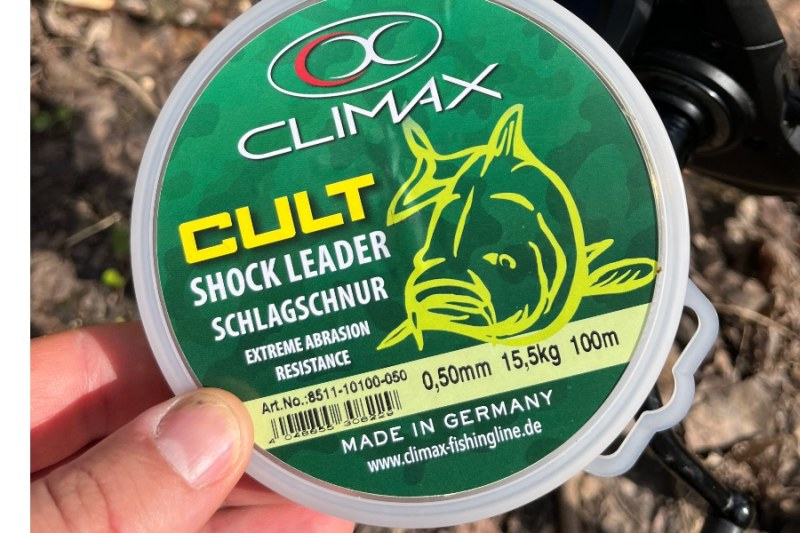 CLIMAX
CULT
SHOCK LEADER
SCHLAGSCHNUR
EXTREME ABRASION
RESISTANCE
Art.No.:8511-10100-050
0,50mm 15,5kg 100m
MADE IN GERMANY
www.climax-fishingline.de